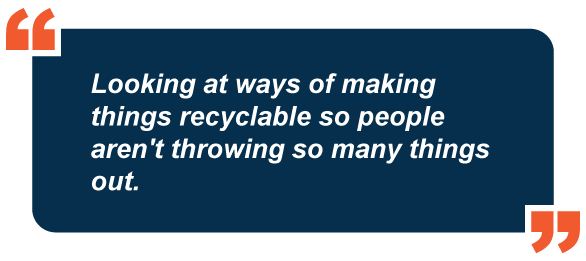 Looking at ways of making
things recyclable so people
aren't throwing so many things
out.